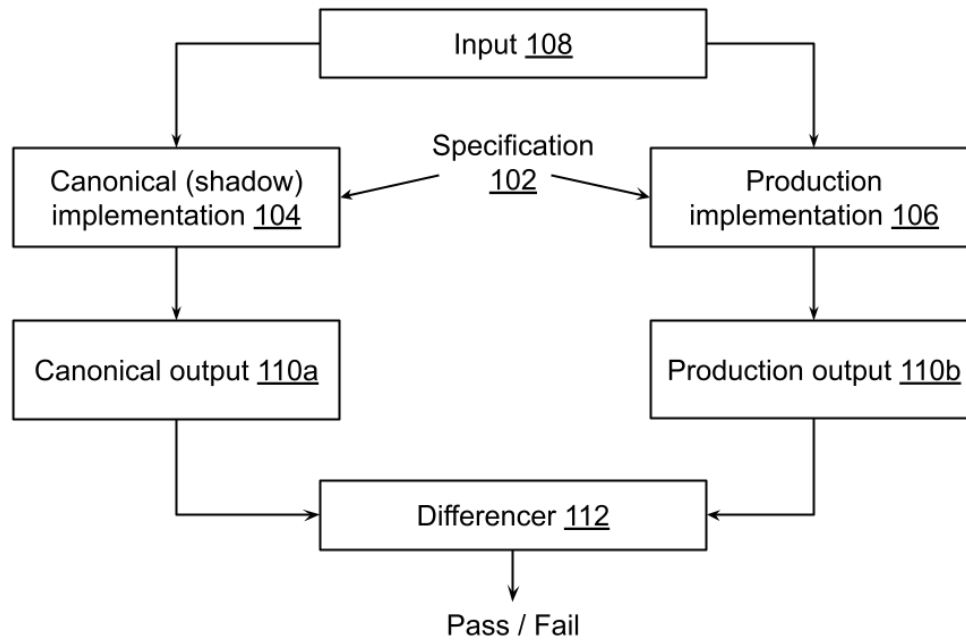 Input 108
Specification
102
Canonical (shadow)
implementation 104
Production
implementation 106
Canonical output 110a
Production output 110b
Differencer 112
Pass / Fail